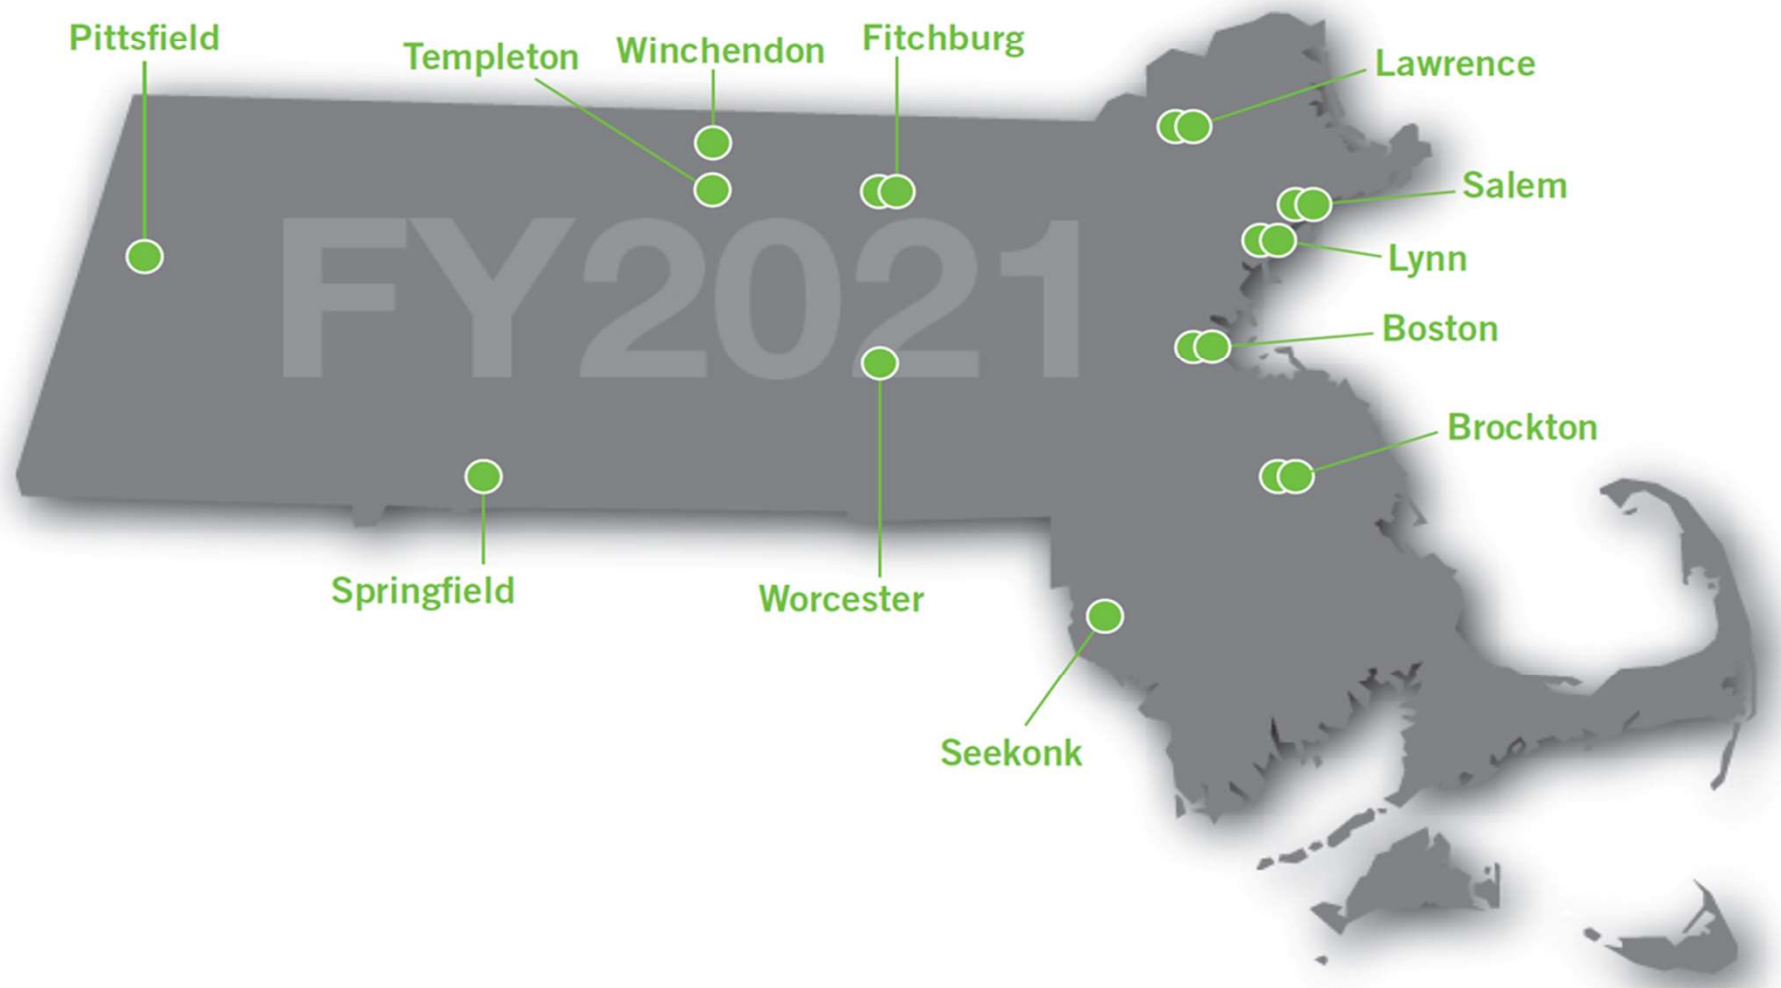 Pittsfield
Templeton
Winchendon
Fitchburg
Lawrence
Salem
Lynn
Boston
Brockton
FY2021
Springfield
Worcester
Seekonk